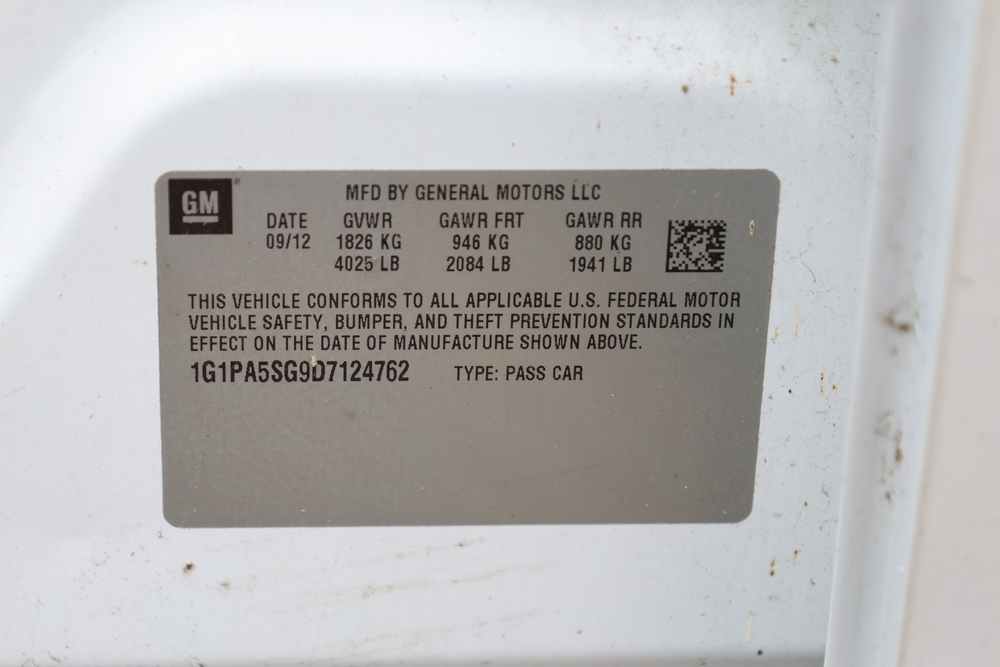 GM
MFD BY GENERAL MOTORS LLC
DATE GVWR GAWR FRT GAWR RR
09/12 1826 KG 946 KG 880 KG
4025 LB 2084 LB 1941 LB
THIS VEHICLE CONFORMS TO ALL APPLICABLE U.S. FEDERAL MOTOR
VEHICLE SAFETY, BUMPER, AND THEFT PREVENTION STANDARDS IN
EFFECT ON THE DATE OF MANUFACTURE SHOWN ABOVE.
1G1PA5SG9D7124762 TYPE: PASS CAR